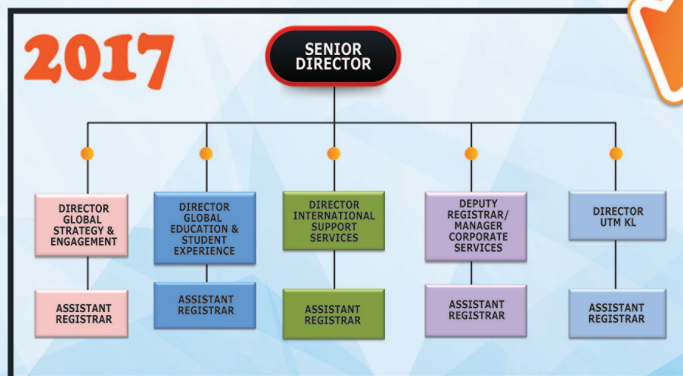 2017
SENIOR
DIRECTOR
DIRECTOR
GLOBAL
STRATEGY &
ENGAGEMENT
DIRECTOR
GLOBAL
EDUCATION &
STUDENT
EXPERIENCE
DIRECTOR
INTERNATIONAL
SUPPORT
SERVICES
DEPUTY
REGISTRAR/
MANAGER
CORPORATE
SERVICES
DIRECTOR
UTM KL
ASSISTANT
REGISTRAR
ASSISTANT
REGISTRAR
ASSISTANT
REGISTRAR
ASSISTANT
REGISTRAR
ASSISTANT
REGISTRAR